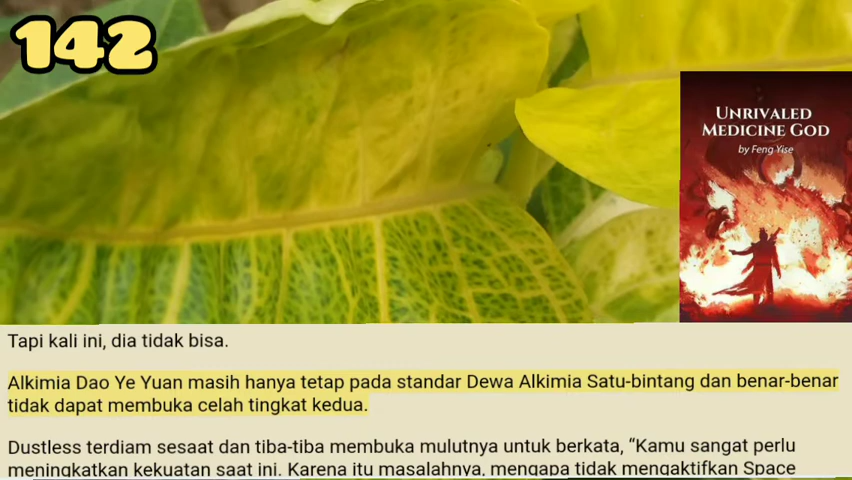 142
UNRIVALED
MEDICINE GOD
by Feng Yise
Tapi kali ini, dia tidak bisa.
Alkimia Dao Ye Yuan masih hanya tetap pada standar Dewa Alkimia Satu-bintang dan benar-benar
tidak dapat membuka celah tingkat kedua.
Dustless terdiam sesaat dan tiba-tiba membuka mulutnya untuk berkata, “Kamu sangat perlu
meningkatkan kekuatan saat ini. Karena itu masalahnya, mengapa tidak mengaktifkan Space